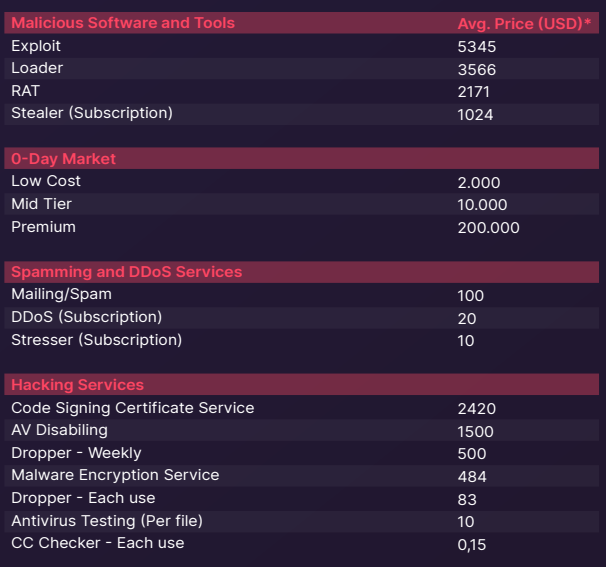 Malicious Software and Tools Avg. Price (USD)*
Exploit 5345
Loader 3566
RAT 2171
Stealer (Subscription) 1024
0-Day Market
Low Cost 2.000
Mid Tier 10.000
Premium 200.000
Spamming and DDoS Services
Mailing/Spam 100
DDoS (Subscription) 20
Stresser (Subscription) 10
Hacking Services
Code Signing Certificate Service 2420
AV Disabiling 1500
Dropper - Weekly 500
Malware Encryption Service 484
Dropper - Each use 83
Antivirus Testing (Per file) 10
CC Checker - Each use 0,15